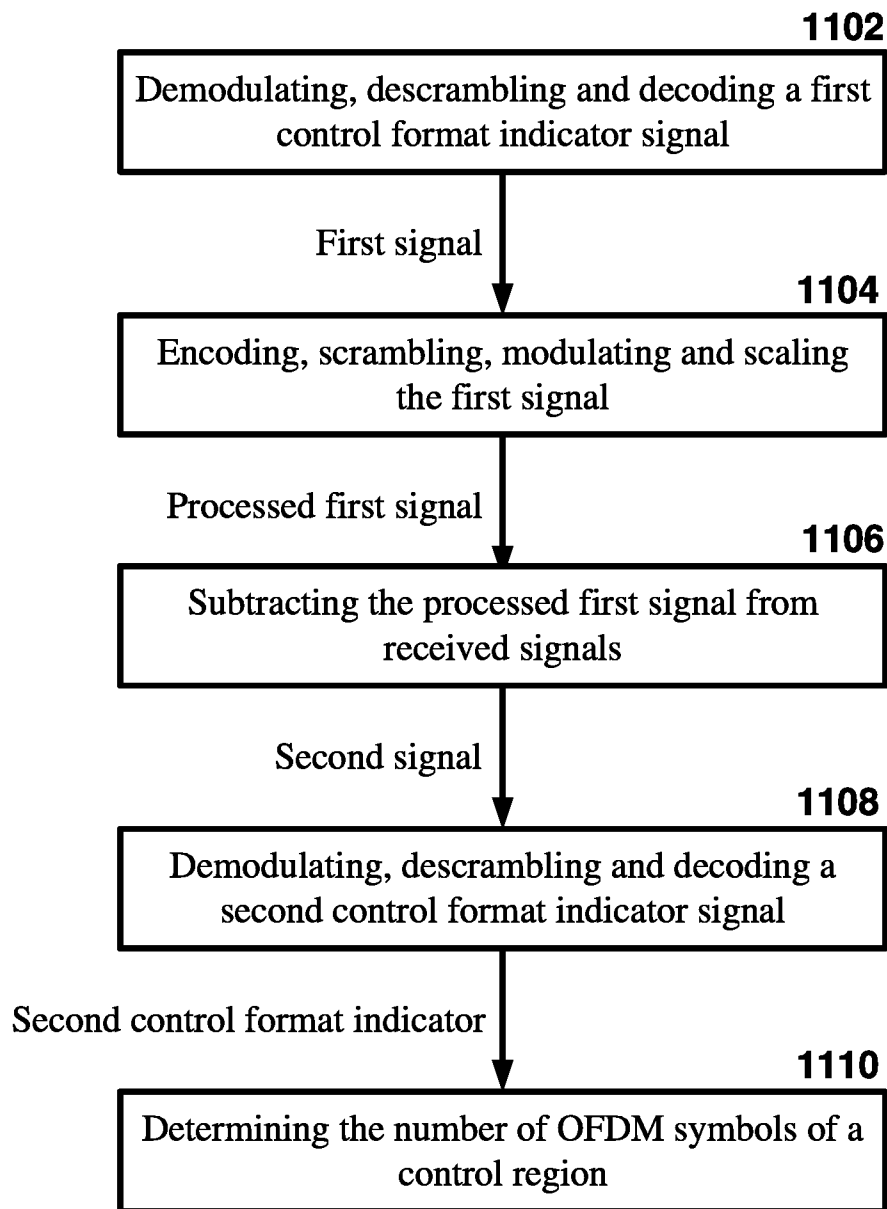 1102
Demodulating, descrambling and decoding a first
control format indicator signal
First signal
1104
Encoding, scrambling, modulating and scaling
the first signal
Processed first signal
1106
Subtracting the processed first signal from
received signals
Second signal
1108
Demodulating, descrambling and decoding a
second control format indicator signal
Second control format indicator
1110
Determining the number of OFDM symbols of a
control region